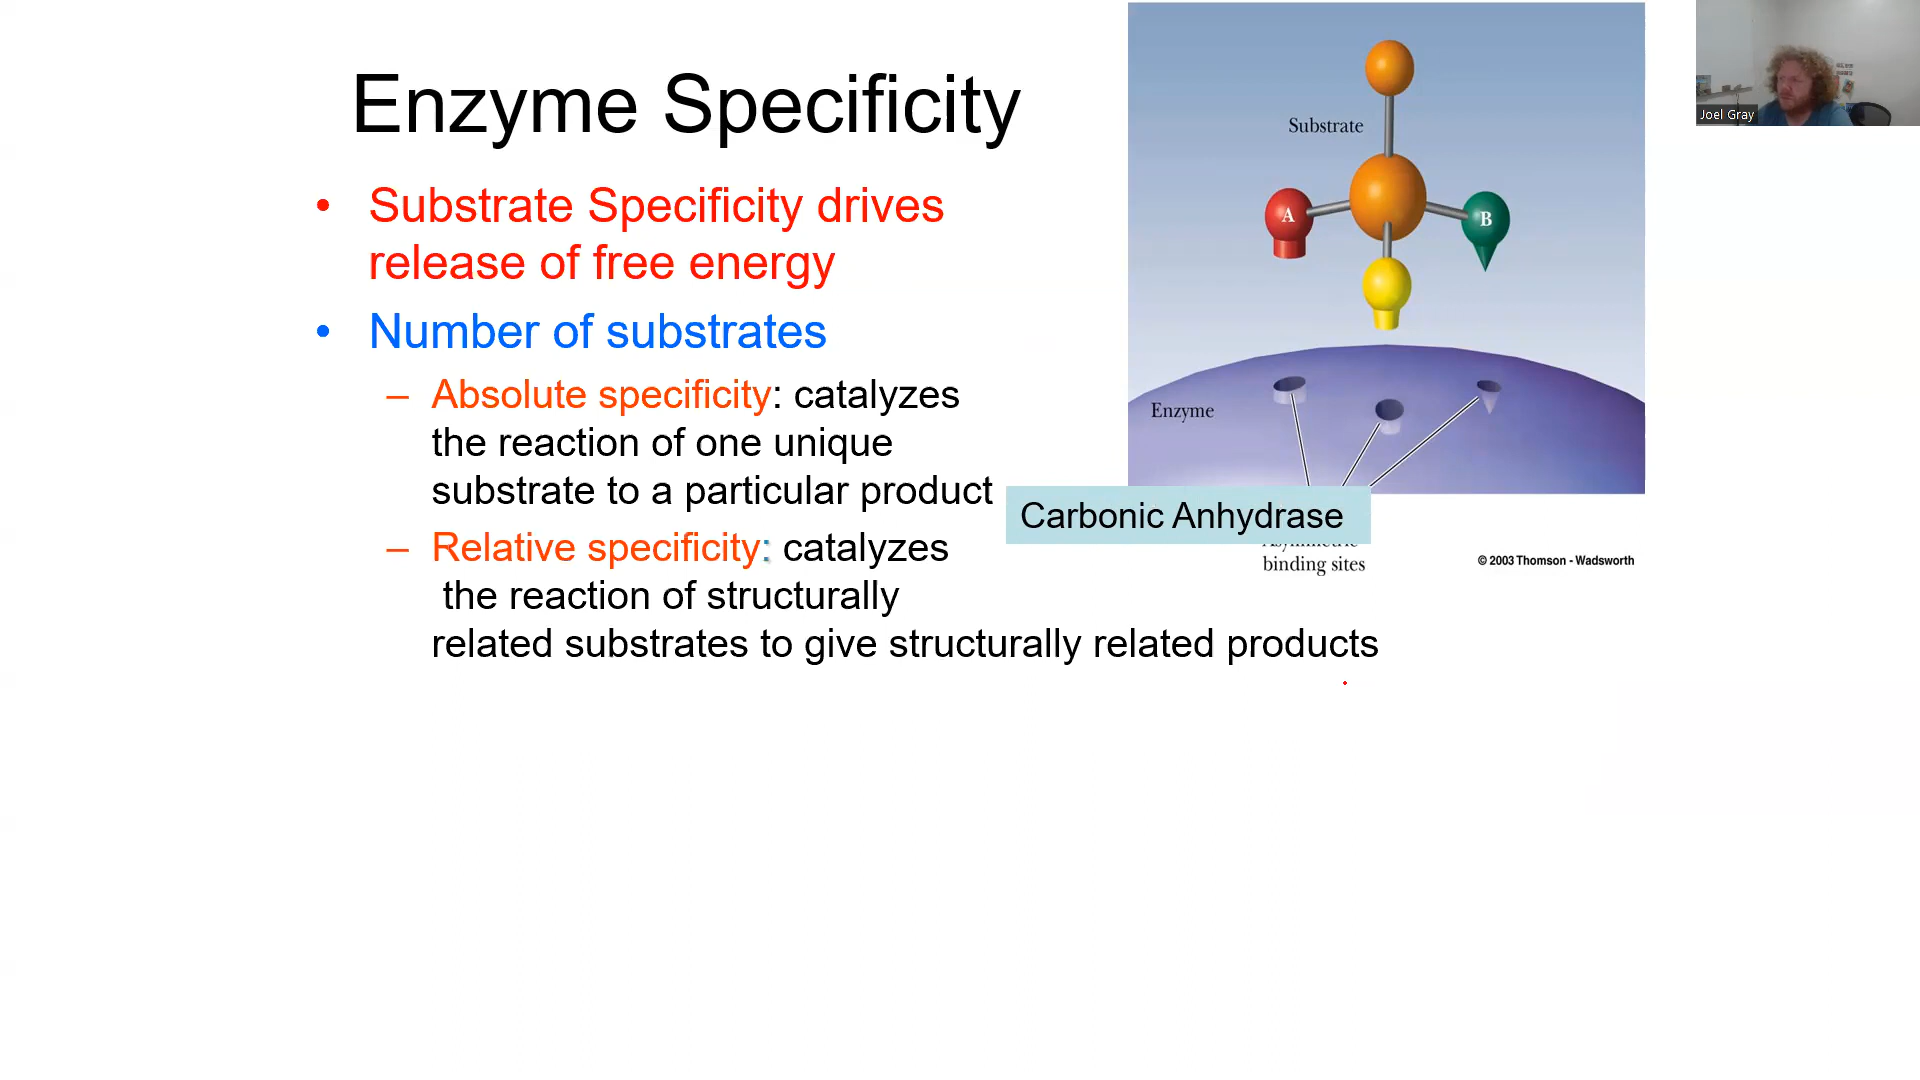 Enzyme Specificity
• Substrate Specificity drives
release of free energy
• Number of substrates
– Absolute specificity: catalyzes
the reaction of one unique
substrate to a particular product
– Relative specificity: catalyzes
the reaction of structurally
related substrates to give structurally related products
Substrate
A
B
Enzyme
Carbonic Anhydrase
binding sites
© 2003 Thomson - Wadsworth
Joel Gray